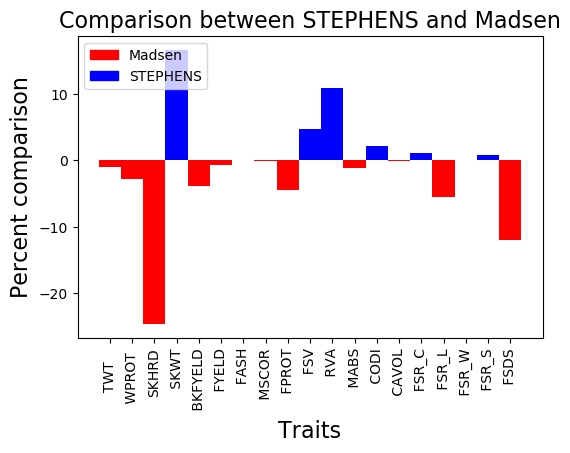 Comparison between STEPHENS and Madsen
Madsen
STEPHENS
Percent comparison
10
0
−10
−20
TWT
WPROT
SKHRD
SKWT
BKFYELD
FYELD
FASH
MSCOR
FPROT
FSV
RVA
MABS
CODI
CAVOL
FSR_C
FSR_L
FSR_W
FSR_S
FSDS
Traits